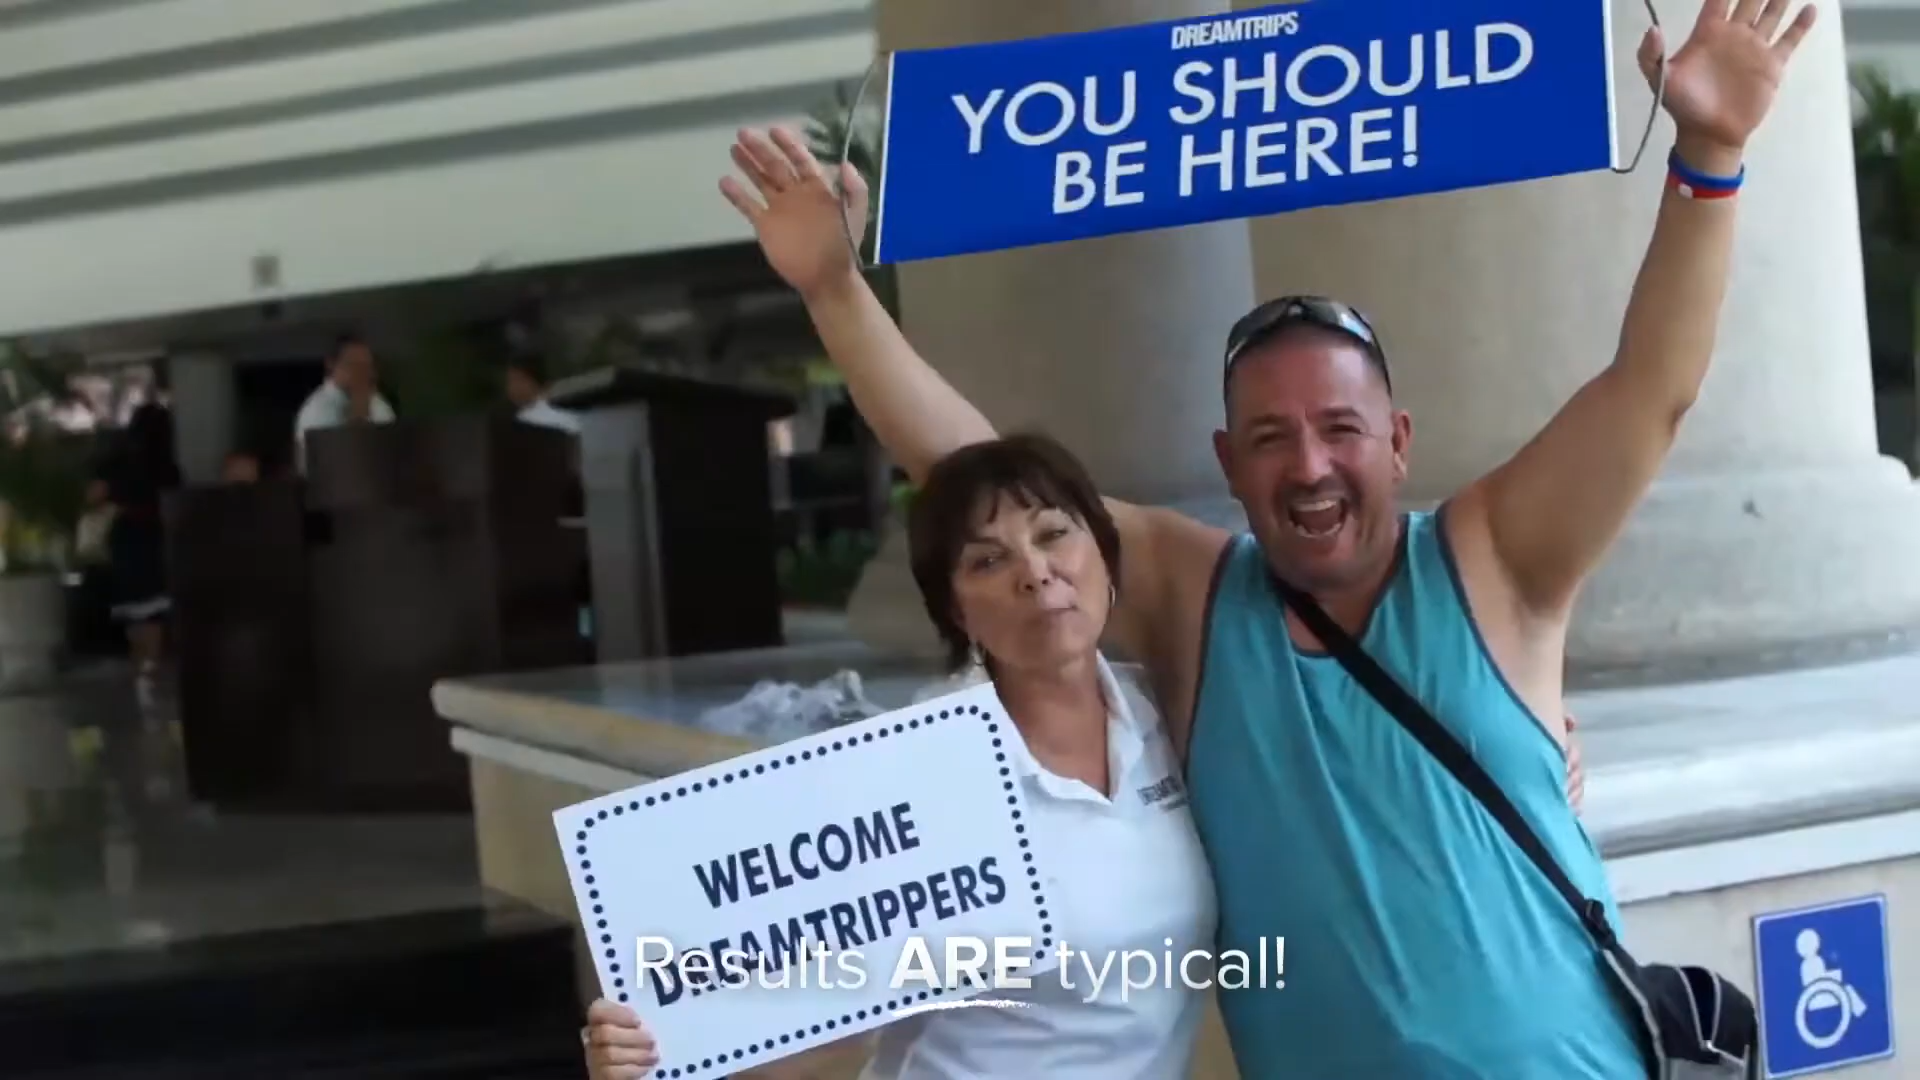 DREAMTRIPS
YOU SHOULD
BE HERE!
WELCOME
DREAMTRIPPERS
Results ARE typical!